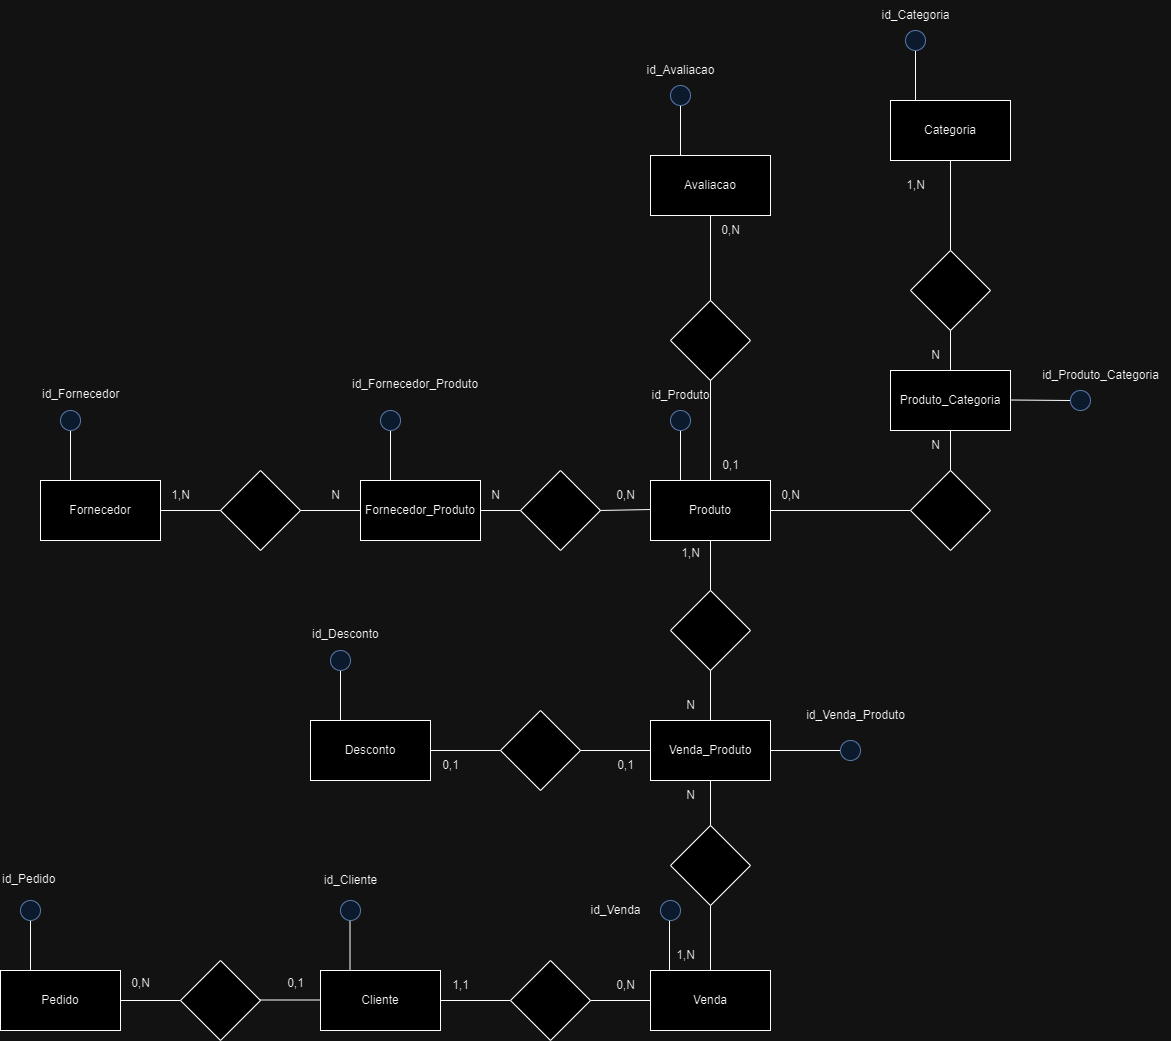 id_Categoria
id_Avaliacao
Categoria
Avaliacao
1,N
0,N
N
id_Produto_Categoria
id_Fornecedor
id_Fornecedor_Produto
id_Produto
Produto_Categoria
N
0,1
1,N
N
N
0,N
0,N
Fornecedor
Fornecedor_Produto
Produto
1,N
id_Desconto
N
id_Venda_Produto
Desconto
Venda_Produto
0,1
0,1
N
id_Pedido
id_Cliente
id_Venda
1,N
0,N
0,1
1,1
0,N
Pedido
Cliente
Venda